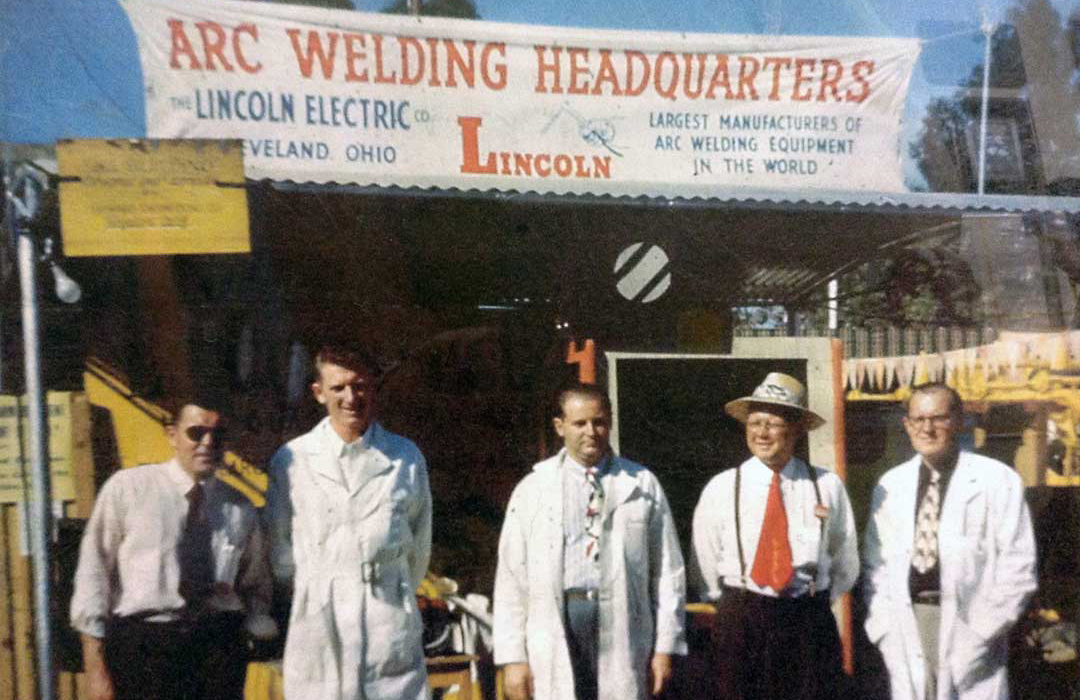 ARC WELDING HEADQUARTERS
THE LINCOLN ELECTRIC CO.
EVELAND OHIO
LINCOLN
LARGEST MANUFACTURERS OF
ARC WELDING EQUIPMENT
IN THE WORLD